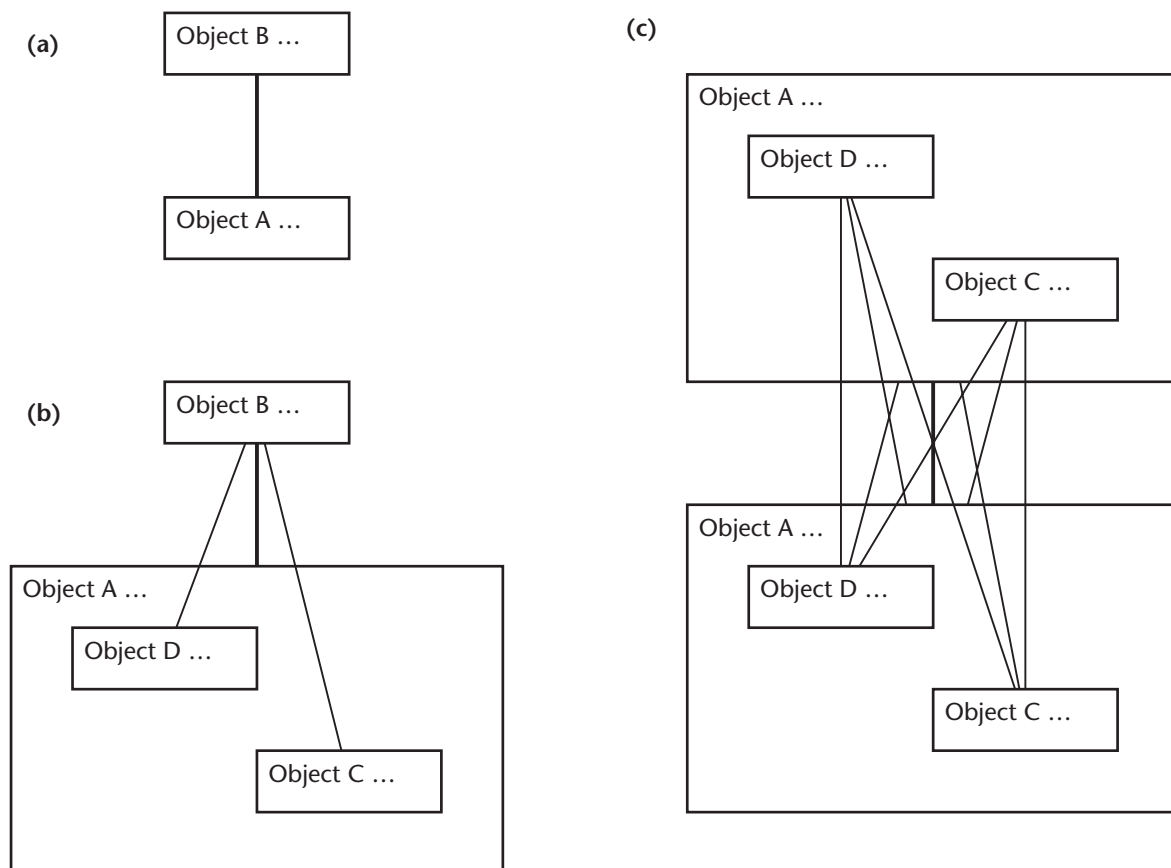 (a)
Object B …
Object A …
(b)
Object B …
Object A …
Object D …
Object C …
(c)
Object A …
Object D …
Object C …
Object A …
Object D …
Object C …